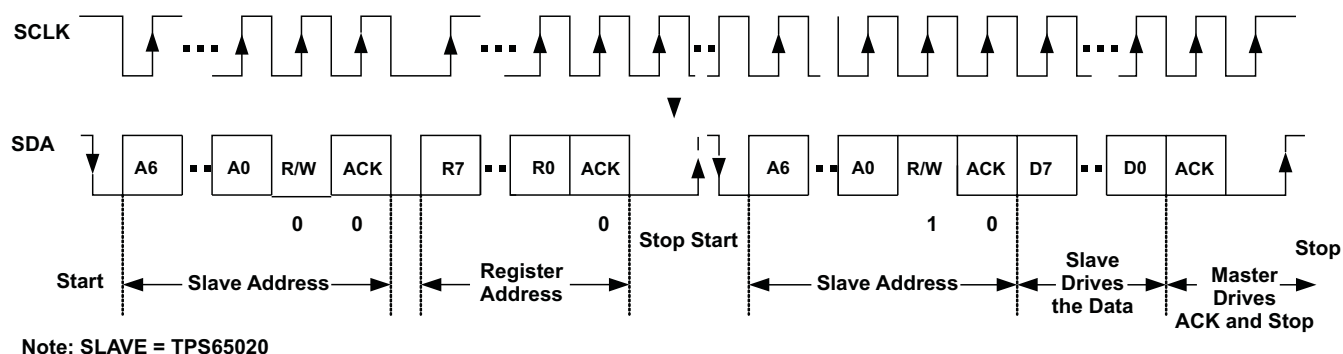 SCLK
SDA
A6 A0 R/W ACK R7 R0 ACK A6 A0 R/W ACK D7 D0 ACK
0 0 0 1 0
Stop Start
Start
Slave Address
Register
Address
Slave Address
Slave
Drives
the Data
Master
Drives
ACK and Stop
Stop
Note: SLAVE = TPS65020